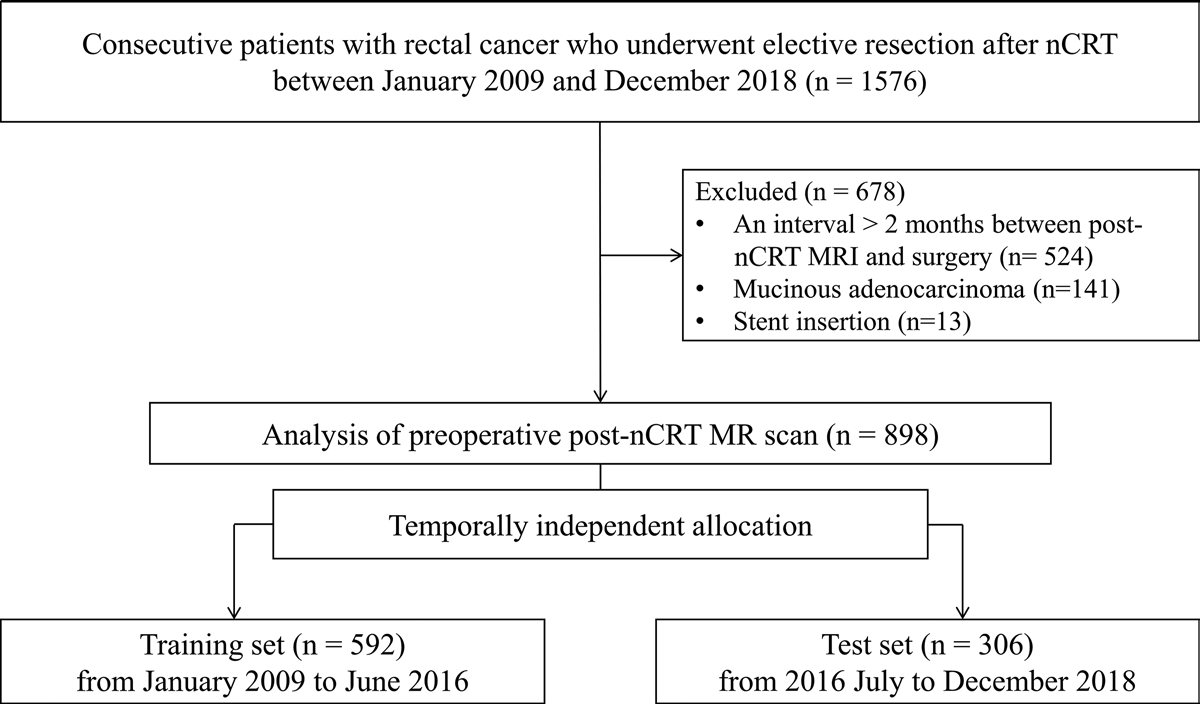 Consecutive patients with rectal cancer who underwent elective resection after nCRT
between January 2009 and December 2018 (n = 1576)
Excluded (n = 678)
• An interval > 2 months between post-
nCRT MRI and surgery (n= 524)
• Mucinous adenocarcinoma (n=141)
• Stent insertion (n=13)
Analysis of preoperative post-nCRT MR scan (n = 898)
Temporally independent allocation
Training set (n = 592)
from January 2009 to June 2016
Test set (n = 306)
from 2016 July to December 2018